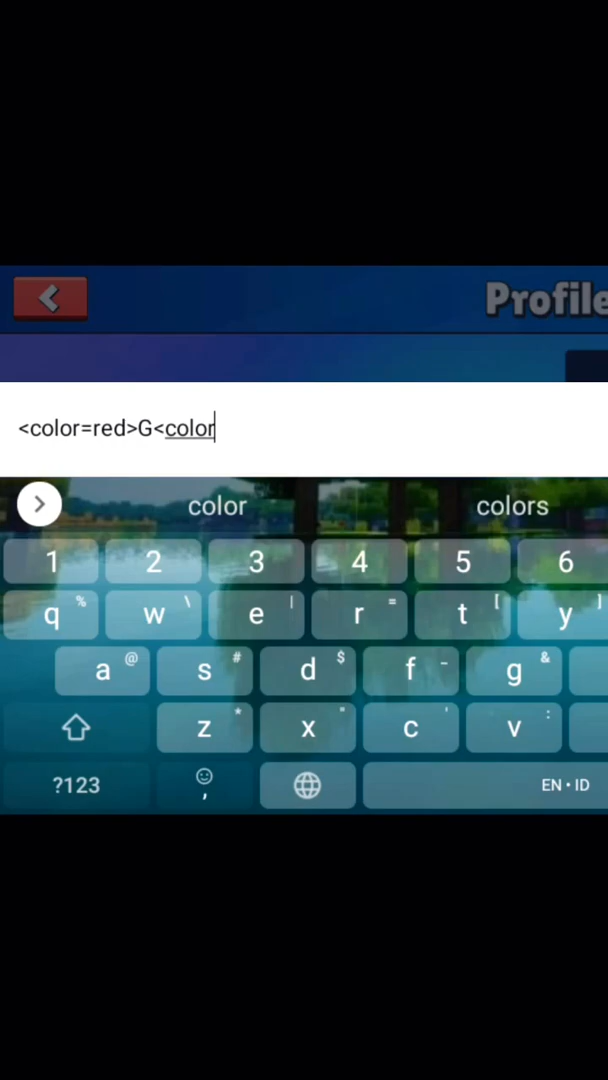 Profile
<color=red>G<color
color colors
1 2 3 4 5 6
q % w \ e | r = t [ y ]
a @ s # d $ f - g &
z * x " c ' v :
?123 , EN • ID